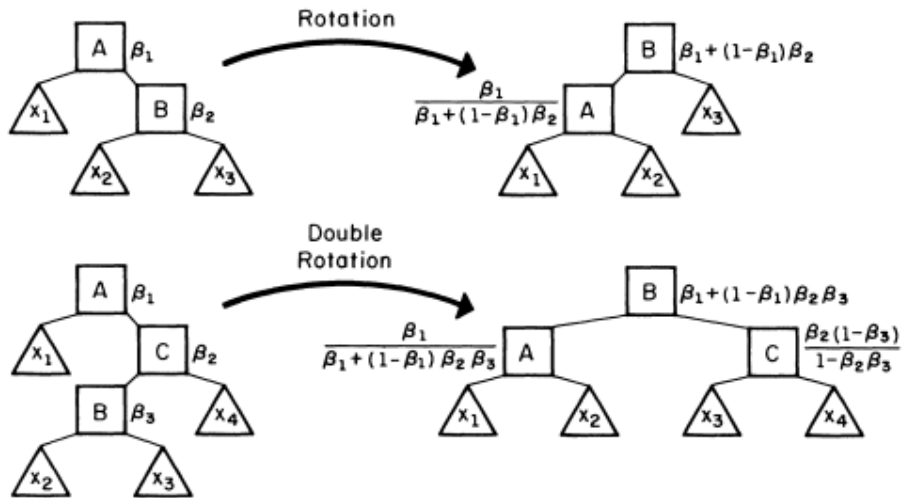 Rotation
A β₁
B β₁+(1-β₁)β₂
x₁
B β₂
β₁
β₁+(1-β₁)β₂
A
x₃
x₂
x₃
x₁
x₂
Double
Rotation
A β₁
B β₁+(1-β₁)β₂β₃
x₁
C β₂
β₁
β₁+(1-β₁)β₂β₃
A
C
β₂(1-β₃)
1-β₂β₃
B β₃
x₄
x₁
x₂
x₃
x₄
x₂
x₃